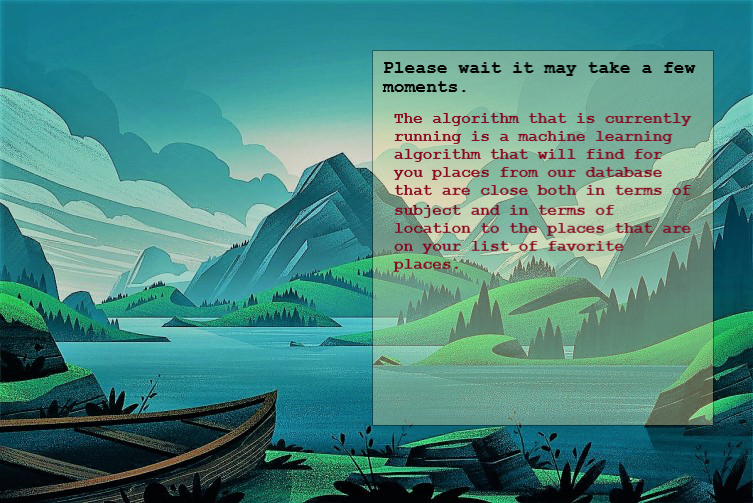 Please wait it may take a few
moments.
The algorithm that is currently
running is a machine learning
algorithm that will find for
you places from our database
that are close both in terms of
subject and in terms of
location to the places that are
on your list of favorite
places.